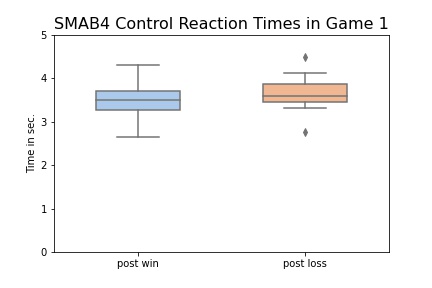 SMAB4 Control Reaction Times in Game 1
5
4
3
2
1
0
Time in sec.
post win
post loss